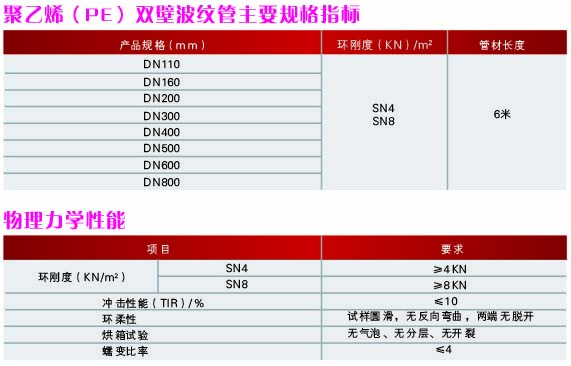 聚乙烯（PE）双壁波纹管主要规格指标
产品规格（mm） 环刚度（KN）/m² 管材长度
DN110
DN160
DN200
DN300
DN400
DN500
DN600
DN800
SN4
SN8
6米
物理力学性能
项目 要求
环刚度（KN/m²） SN4 ≥4KN
SN8 ≥8KN
冲击性能（TIR）/% ≤10
环柔性 试样圆滑，无反向弯曲，两端无脱开
烘箱试验 无气泡、无分层、无开裂
蠕变比率 ≤4